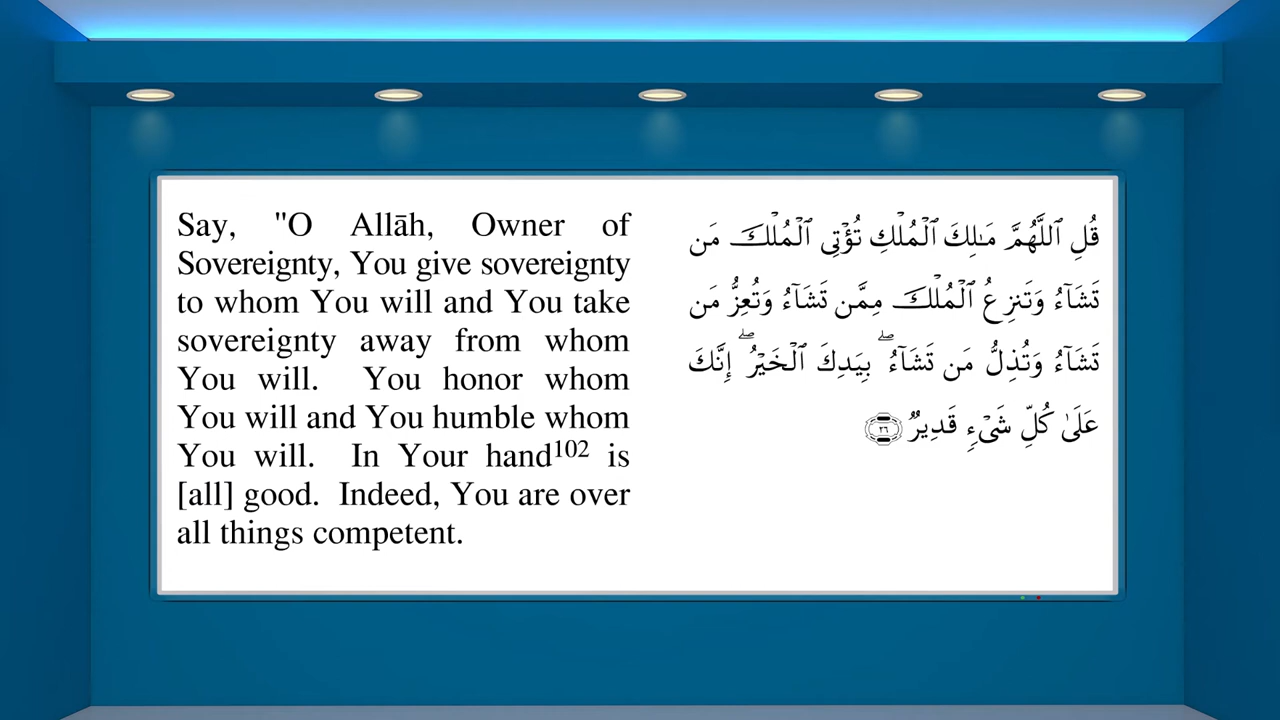 Say, "O Allāh, Owner of
Sovereignty, You give sovereignty
to whom You will and You take
sovereignty away from whom
You will. You honor whom
You will and You humble whom
You will. In Your hand102 is
[all] good. Indeed, You are over
all things competent.
قُلِ ٱللَّهُمَّ مَـٰلِكَ ٱلْمُلْكِ تُؤْتِى ٱلْمُلْكَ مَن
تَشَآءُ وَتَنزِعُ ٱلْمُلْكَ مِمَّن تَشَآءُ وَتُعِزُّ مَن
تَشَآءُ وَتُذِلُّ مَن تَشَآءُ ۖ بِيَدِكَ ٱلْخَيْرُ ۖ إِنَّكَ
عَلَىٰ كُلِّ شَىْءٍ قَدِيرٌ ٢٦